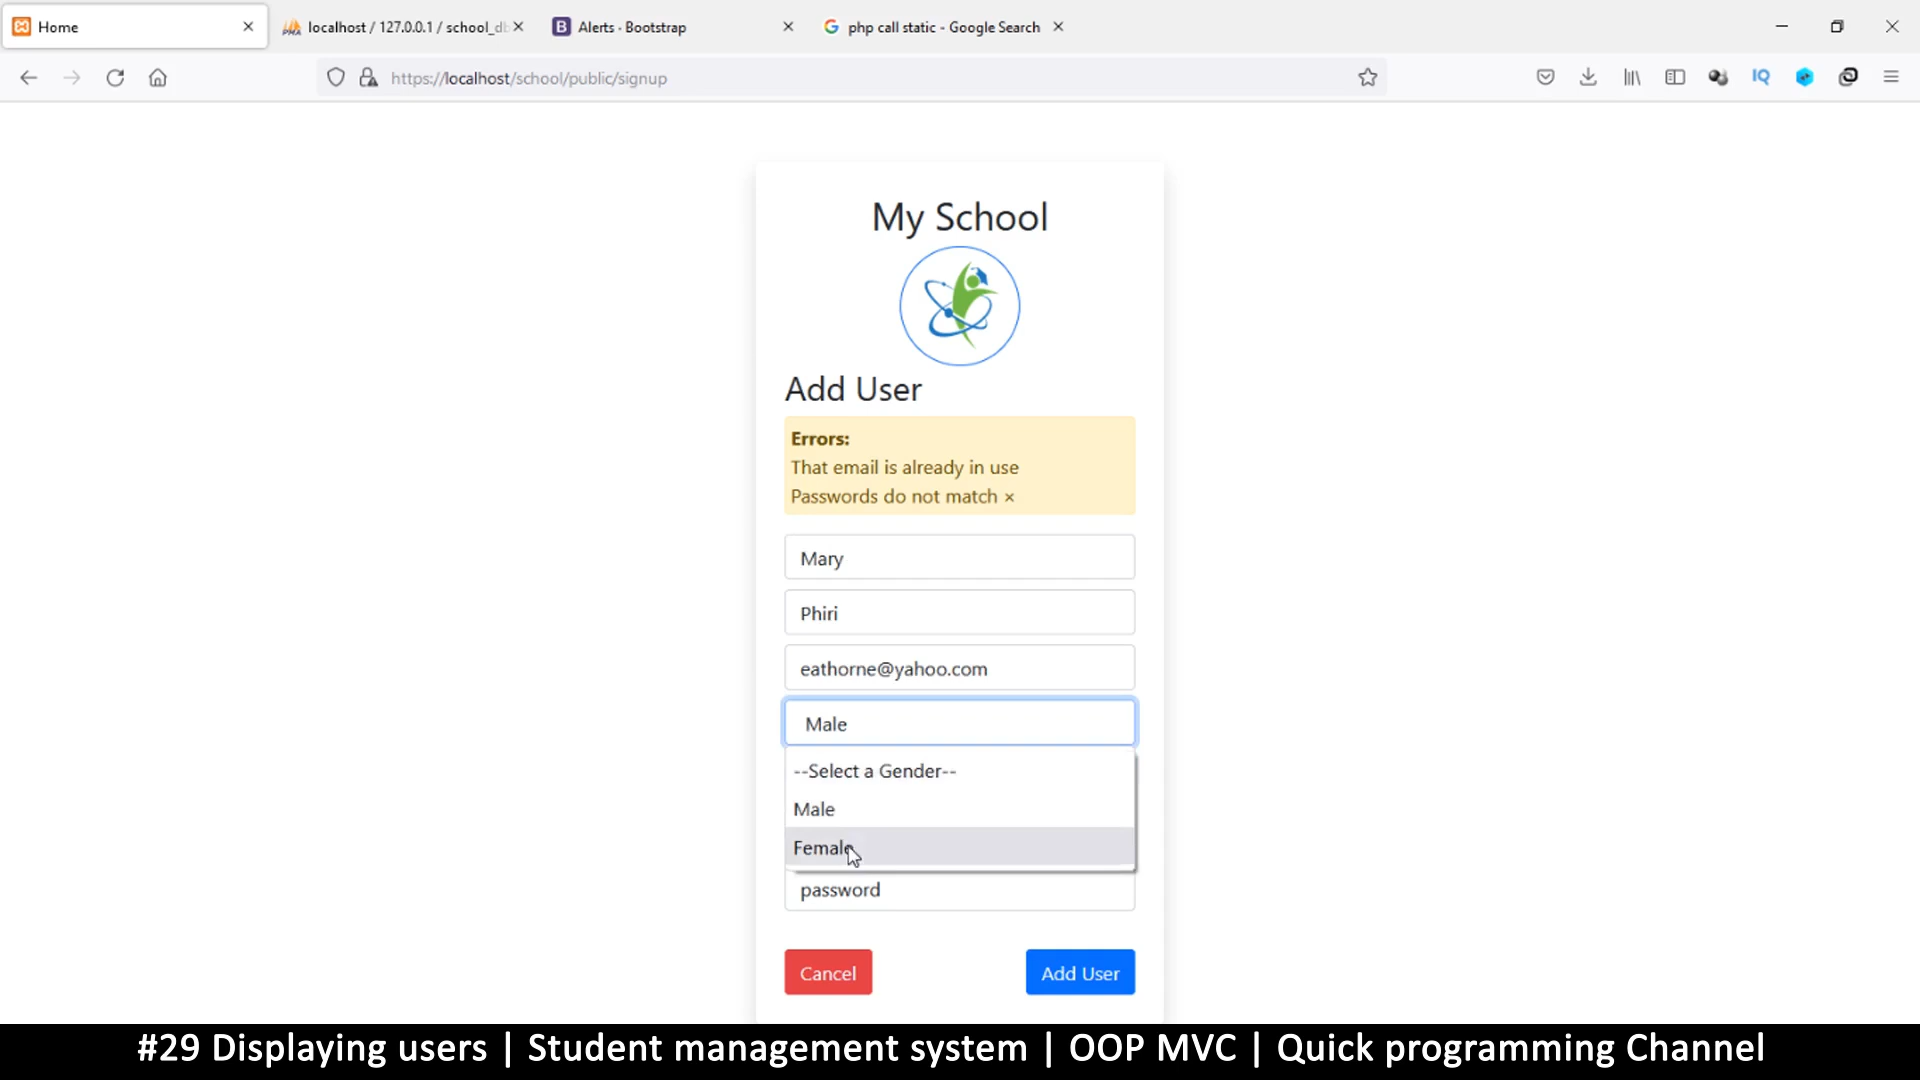 Home
localhost / 127.0.0.1 / school_db
Alerts · Bootstrap
php call static - Google Search
https://localhost/school/public/signup
IQ
My School
Add User
Errors:
That email is already in use
Passwords do not match ×
Mary
Phiri
eathorne@yahoo.com
Male
--Select a Gender--
Male
Female
password
Cancel
Add User
#29 Displaying users | Student management system | OOP MVC | Quick programming Channel